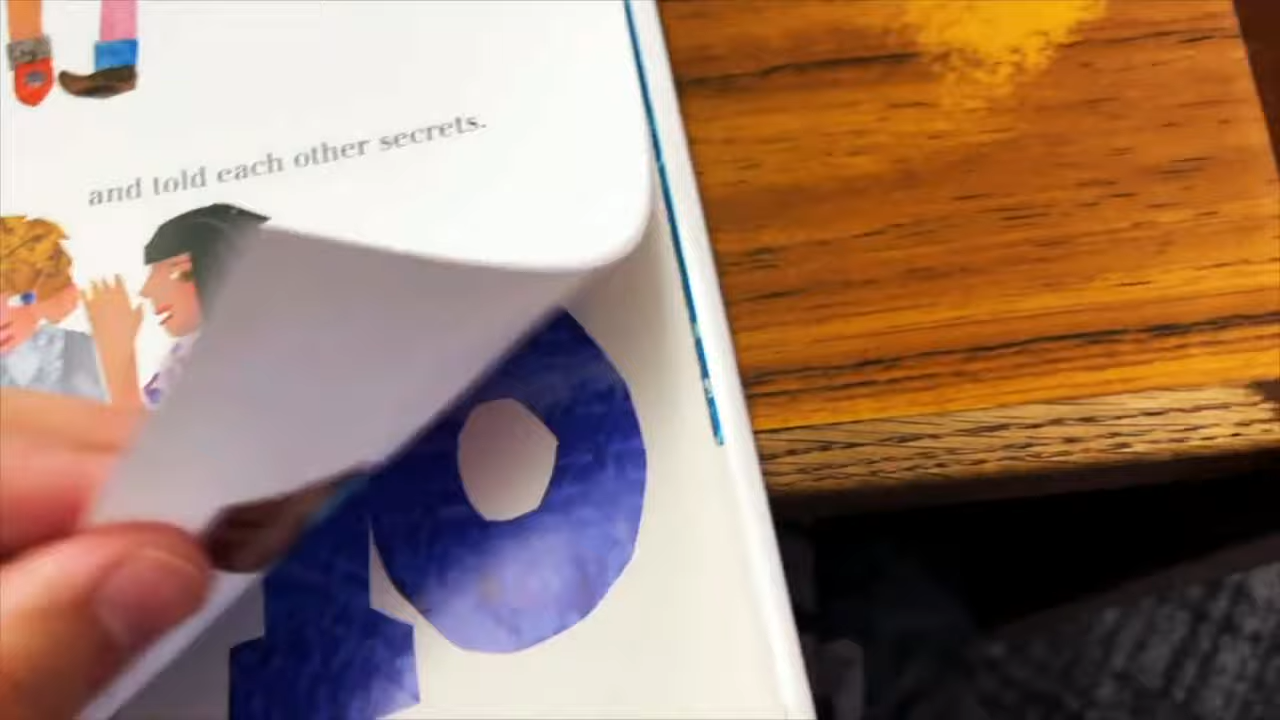 and told each other secrets.